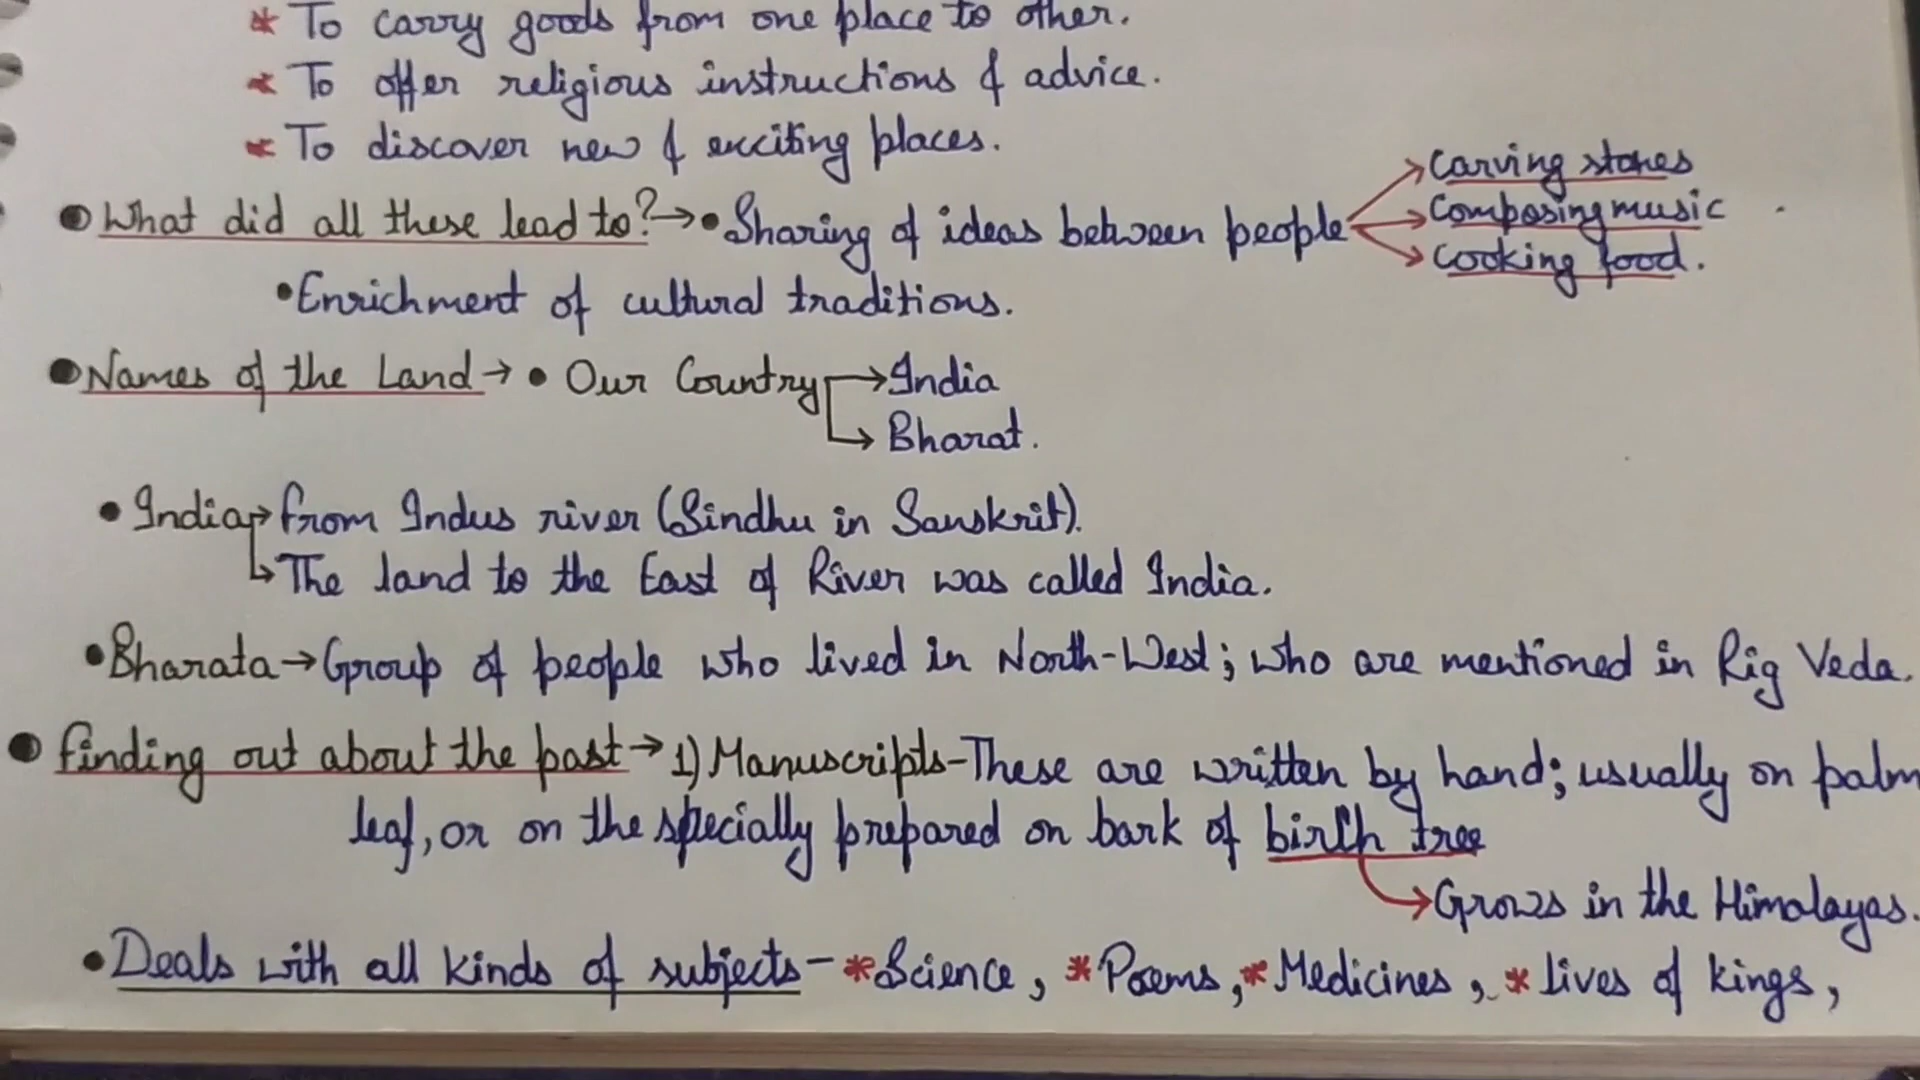 * To carry goods from one place to other.
* To offer religious instructions & advice.
* To discover new & exciting places.
• What did all these lead to? → • Sharing of ideas between people → Carving stones
→ Composing music
→ Cooking food.
• Enrichment of cultural traditions.
• Names of the Land → • Our Country → India
→ Bharat.
• India → from Indus river (Sindhu in Sanskrit).
→ The land to the East of River was called India.
• Bharata → Group of people who lived in North-West; who are mentioned in Rig Veda.
• Finding out about the past → 1) Manuscripts - These are written by hand; usually on palm
leaf, or on the specially prepared on bark of birth tree
→ Grows in the Himalayas.
• Deals with all kinds of subjects - * Science, * Poems, * Medicines, * lives of kings,